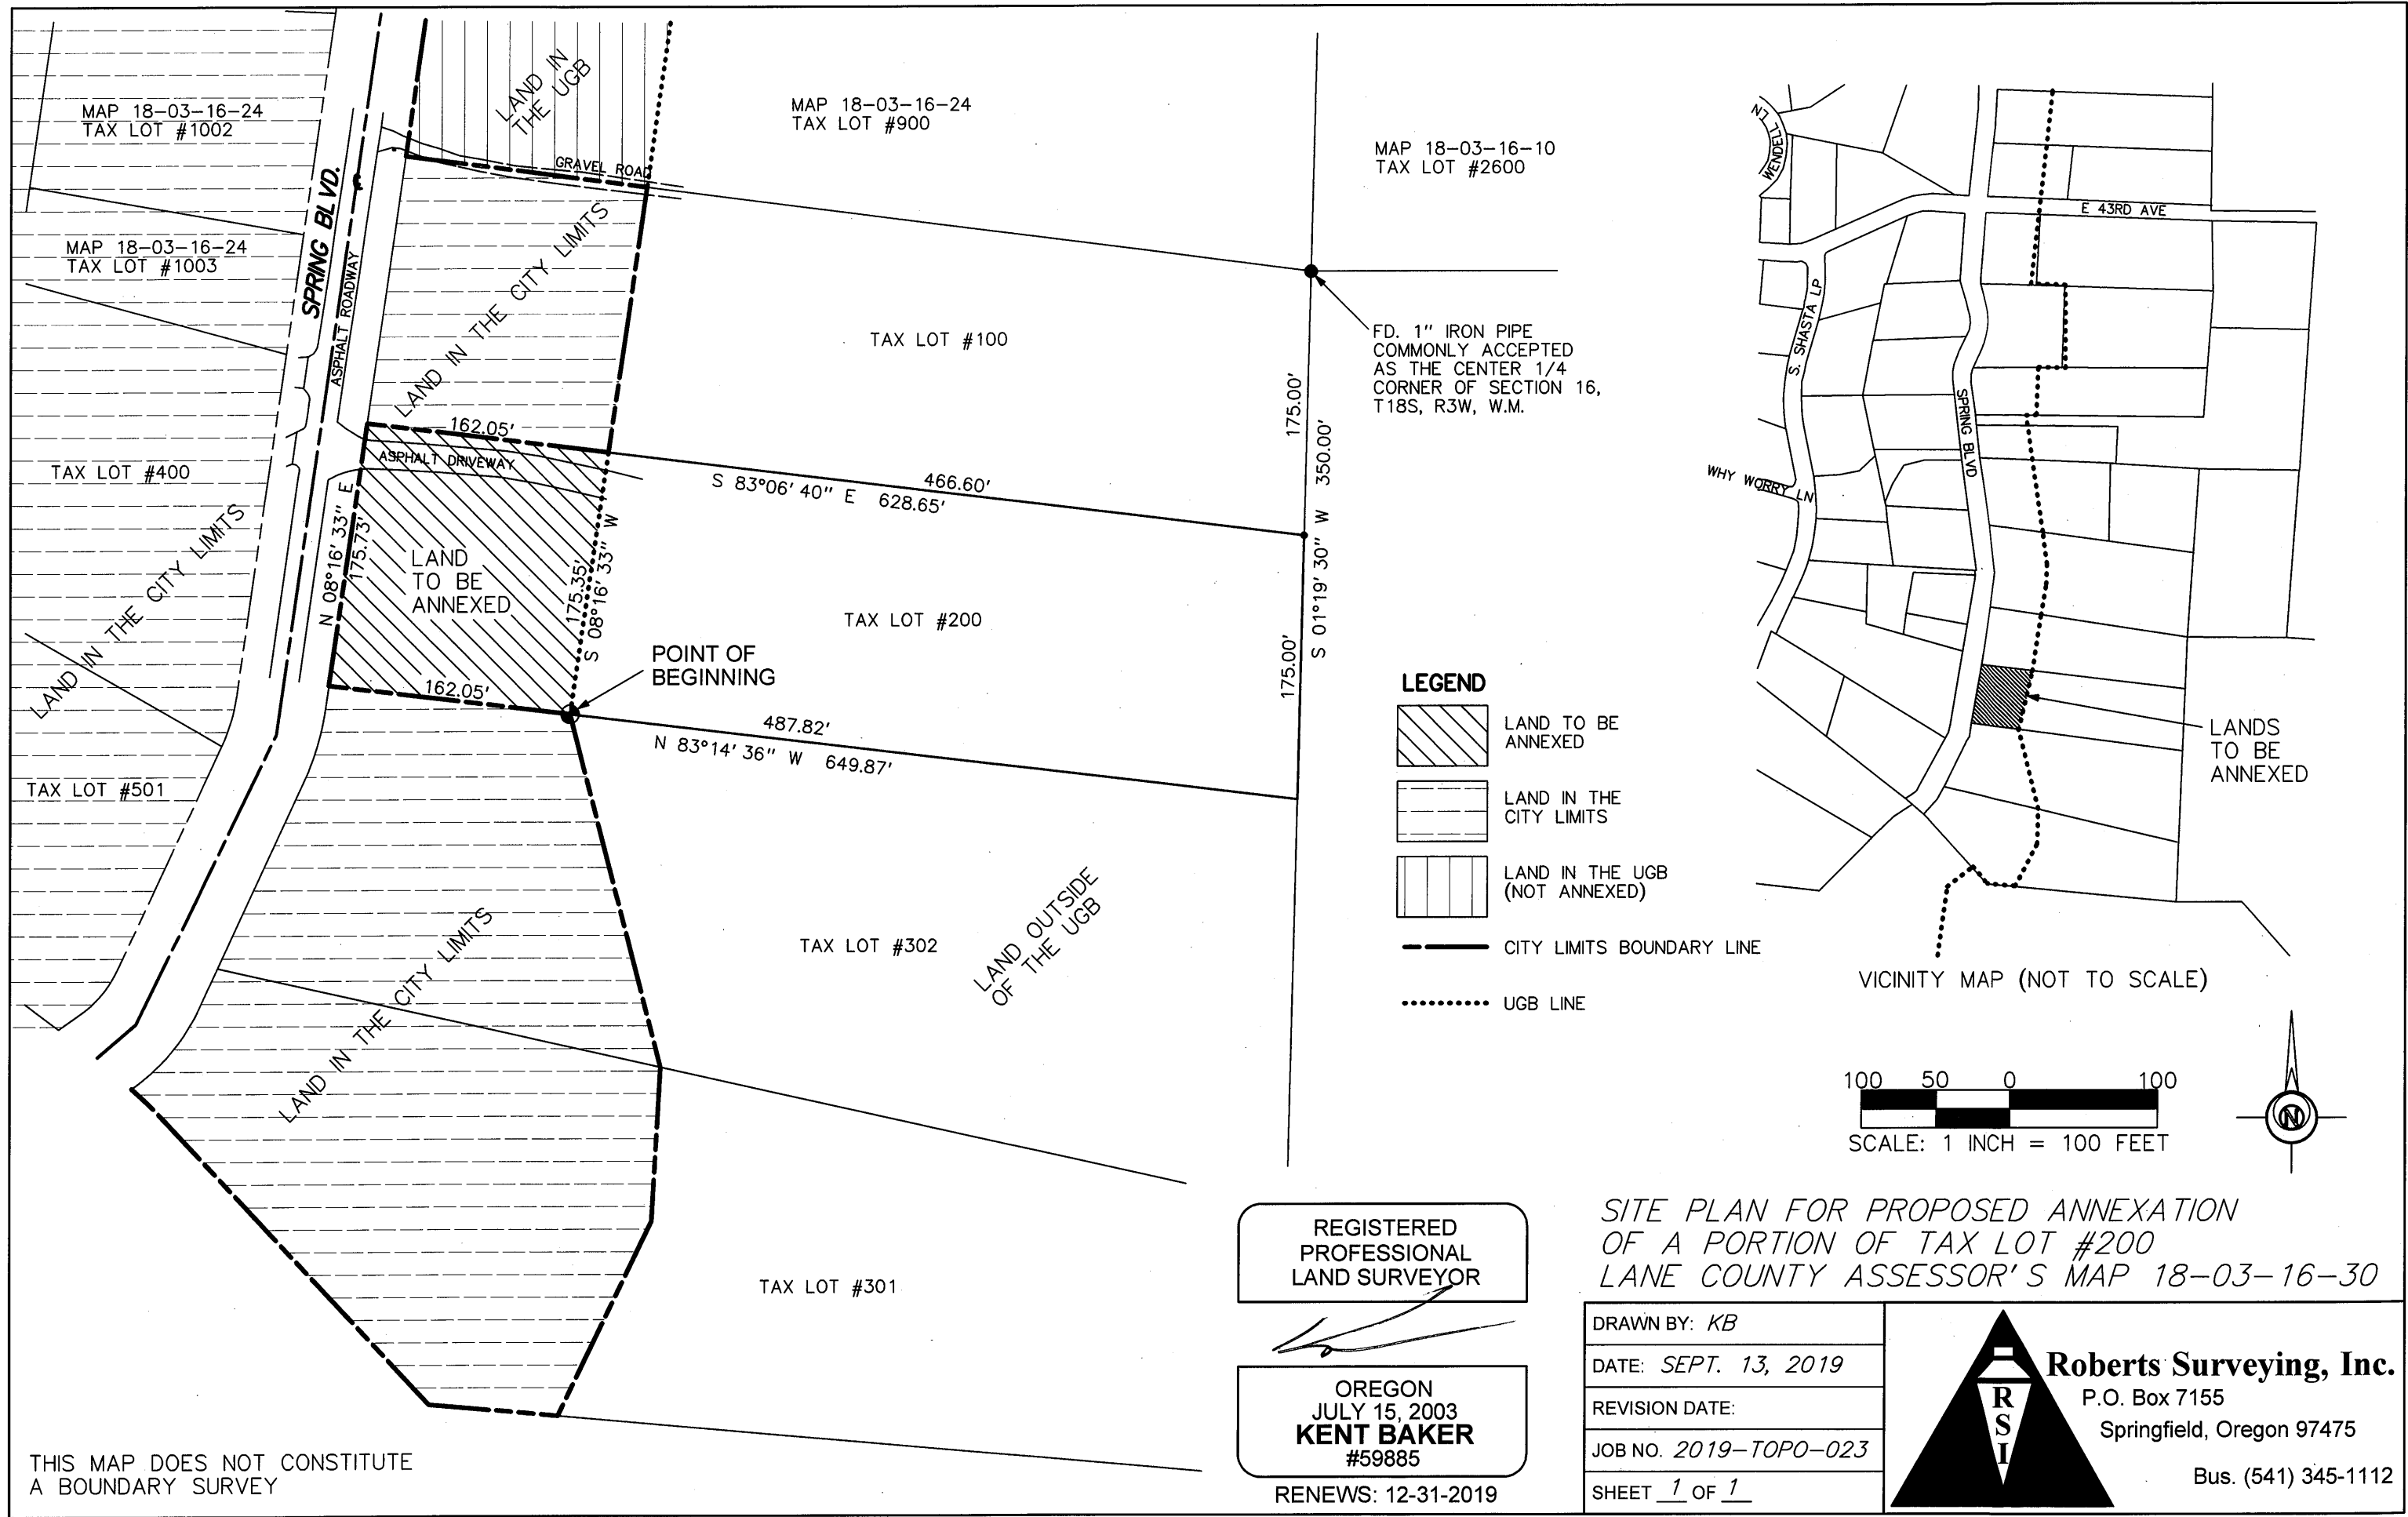 MAP 18-03-16-24
TAX LOT #1002
MAP 18-03-16-24
TAX LOT #1003
SPRING BLVD.
ASPHALT ROADWAY
LAND IN
THE UGB
GRAVEL ROAD
MAP 18-03-16-24
TAX LOT #900
MAP 18-03-16-10
TAX LOT #2600
LAND IN THE CITY LIMITS
TAX LOT #100
FD. 1" IRON PIPE
COMMONLY ACCEPTED
AS THE CENTER 1/4
CORNER OF SECTION 16,
T18S, R3W, W.M.
175.00'
S 01°19'30" W 350.00'
175.00'
162.05'
ASPHALT DRIVEWAY
466.60'
S 83°06'40" E 628.65'
TAX LOT #400
LAND IN THE CITY LIMITS
N 08°16'33" E
175.73'
LAND
TO BE
ANNEXED
175.35'
S 08°16'33" W
TAX LOT #200
POINT OF
BEGINNING
162.05'
487.82'
N 83°14'36" W 649.87'
TAX LOT #501
TAX LOT #302
LAND OUTSIDE
OF THE UGB
LAND IN THE CITY LIMITS
TAX LOT #301
THIS MAP DOES NOT CONSTITUTE
A BOUNDARY SURVEY
LEGEND
LAND TO BE
ANNEXED
LAND IN THE
CITY LIMITS
LAND IN THE UGB
(NOT ANNEXED)
CITY LIMITS BOUNDARY LINE
UGB LINE
WENDELL LN
E 43RD AVE
S. SHASTA LP
SPRING BLVD
WHY WORRY LN
LANDS
TO BE
ANNEXED
VICINITY MAP (NOT TO SCALE)
100 50 0 100
SCALE: 1 INCH = 100 FEET
N
REGISTERED
PROFESSIONAL
LAND SURVEYOR
OREGON
JULY 15, 2003
KENT BAKER
#59885
RENEWS: 12-31-2019
SITE PLAN FOR PROPOSED ANNEXATION
OF A PORTION OF TAX LOT #200
LANE COUNTY ASSESSOR'S MAP 18-03-16-30
DRAWN BY: KB
DATE: SEPT. 13, 2019
REVISION DATE:
JOB NO. 2019-TOPO-023
SHEET 1 OF 1
R
S
I
Roberts Surveying, Inc.
P.O. Box 7155
Springfield, Oregon 97475
Bus. (541) 345-1112